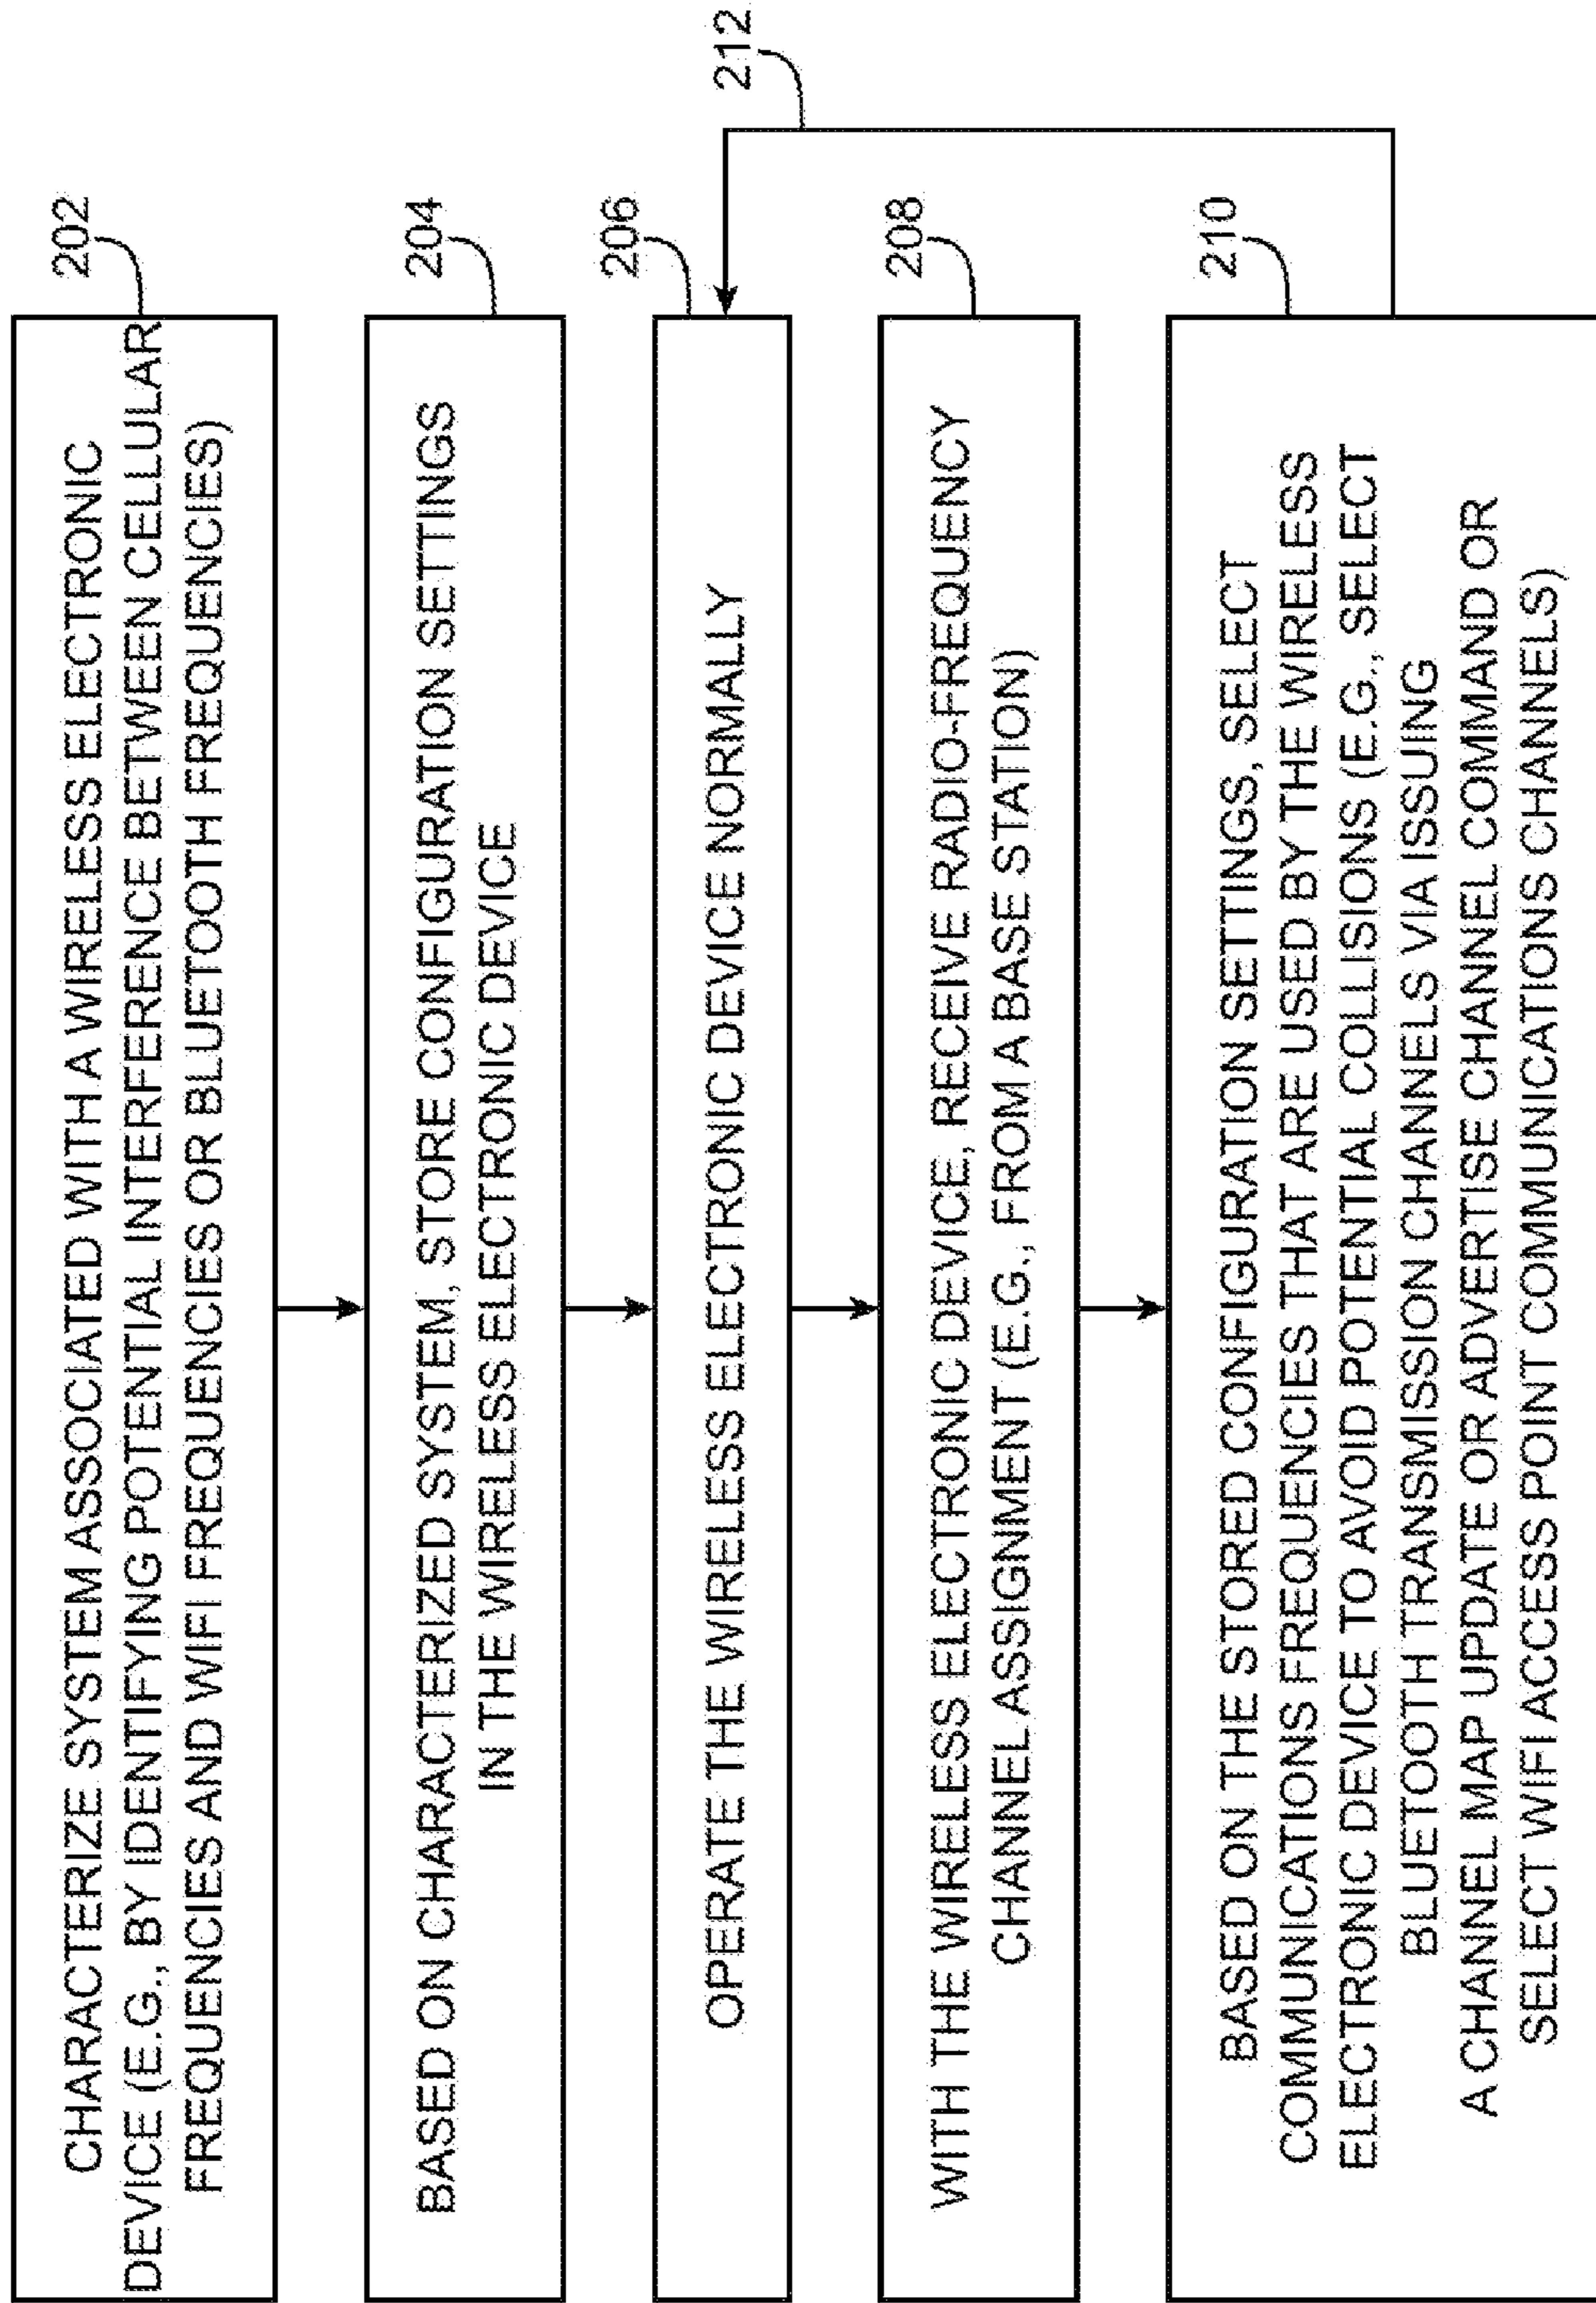 CHARACTERIZE SYSTEM ASSOCIATED WITH A WIRELESS ELECTRONIC
DEVICE (E.G., BY IDENTIFYING POTENTIAL INTERFERENCE BETWEEN CELLULAR
FREQUENCIES AND WIFI FREQUENCIES OR BLUETOOTH FREQUENCIES)
202
BASED ON CHARACTERIZED SYSTEM, STORE CONFIGURATION SETTINGS
IN THE WIRELESS ELECTRONIC DEVICE
204
OPERATE THE WIRELESS ELECTRONIC DEVICE NORMALLY
206
WITH THE WIRELESS ELECTRONIC DEVICE, RECEIVE RADIO-FREQUENCY
CHANNEL ASSIGNMENT (E.G., FROM A BASE STATION)
208
BASED ON THE STORED CONFIGURATION SETTINGS, SELECT
COMMUNICATIONS FREQUENCIES THAT ARE USED BY THE WIRELESS
ELECTRONIC DEVICE TO AVOID POTENTIAL COLLISIONS (E.G., SELECT
BLUETOOTH TRANSMISSION CHANNELS VIA ISSUING
A CHANNEL MAP UPDATE OR ADVERTISE CHANNEL COMMAND OR
SELECT WIFI ACCESS POINT COMMUNICATIONS CHANNELS)
210
212